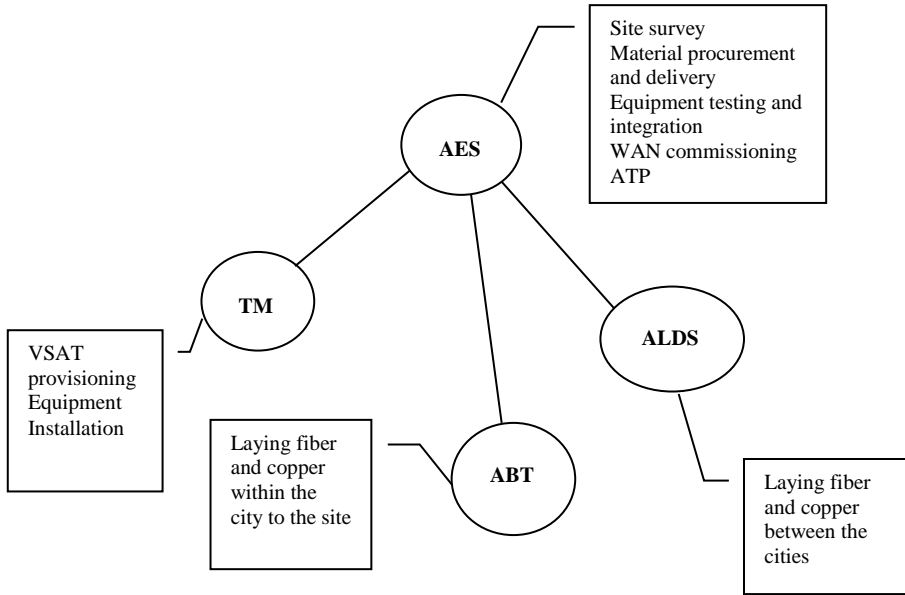 Site survey
Material procurement
and delivery
Equipment testing and
integration
WAN commissioning
ATP
AES
TM
ALDS
VSAT
provisioning
Equipment
Installation
Laying fiber
and copper
within the
city to the site
ABT
Laying fiber
and copper
between the
cities